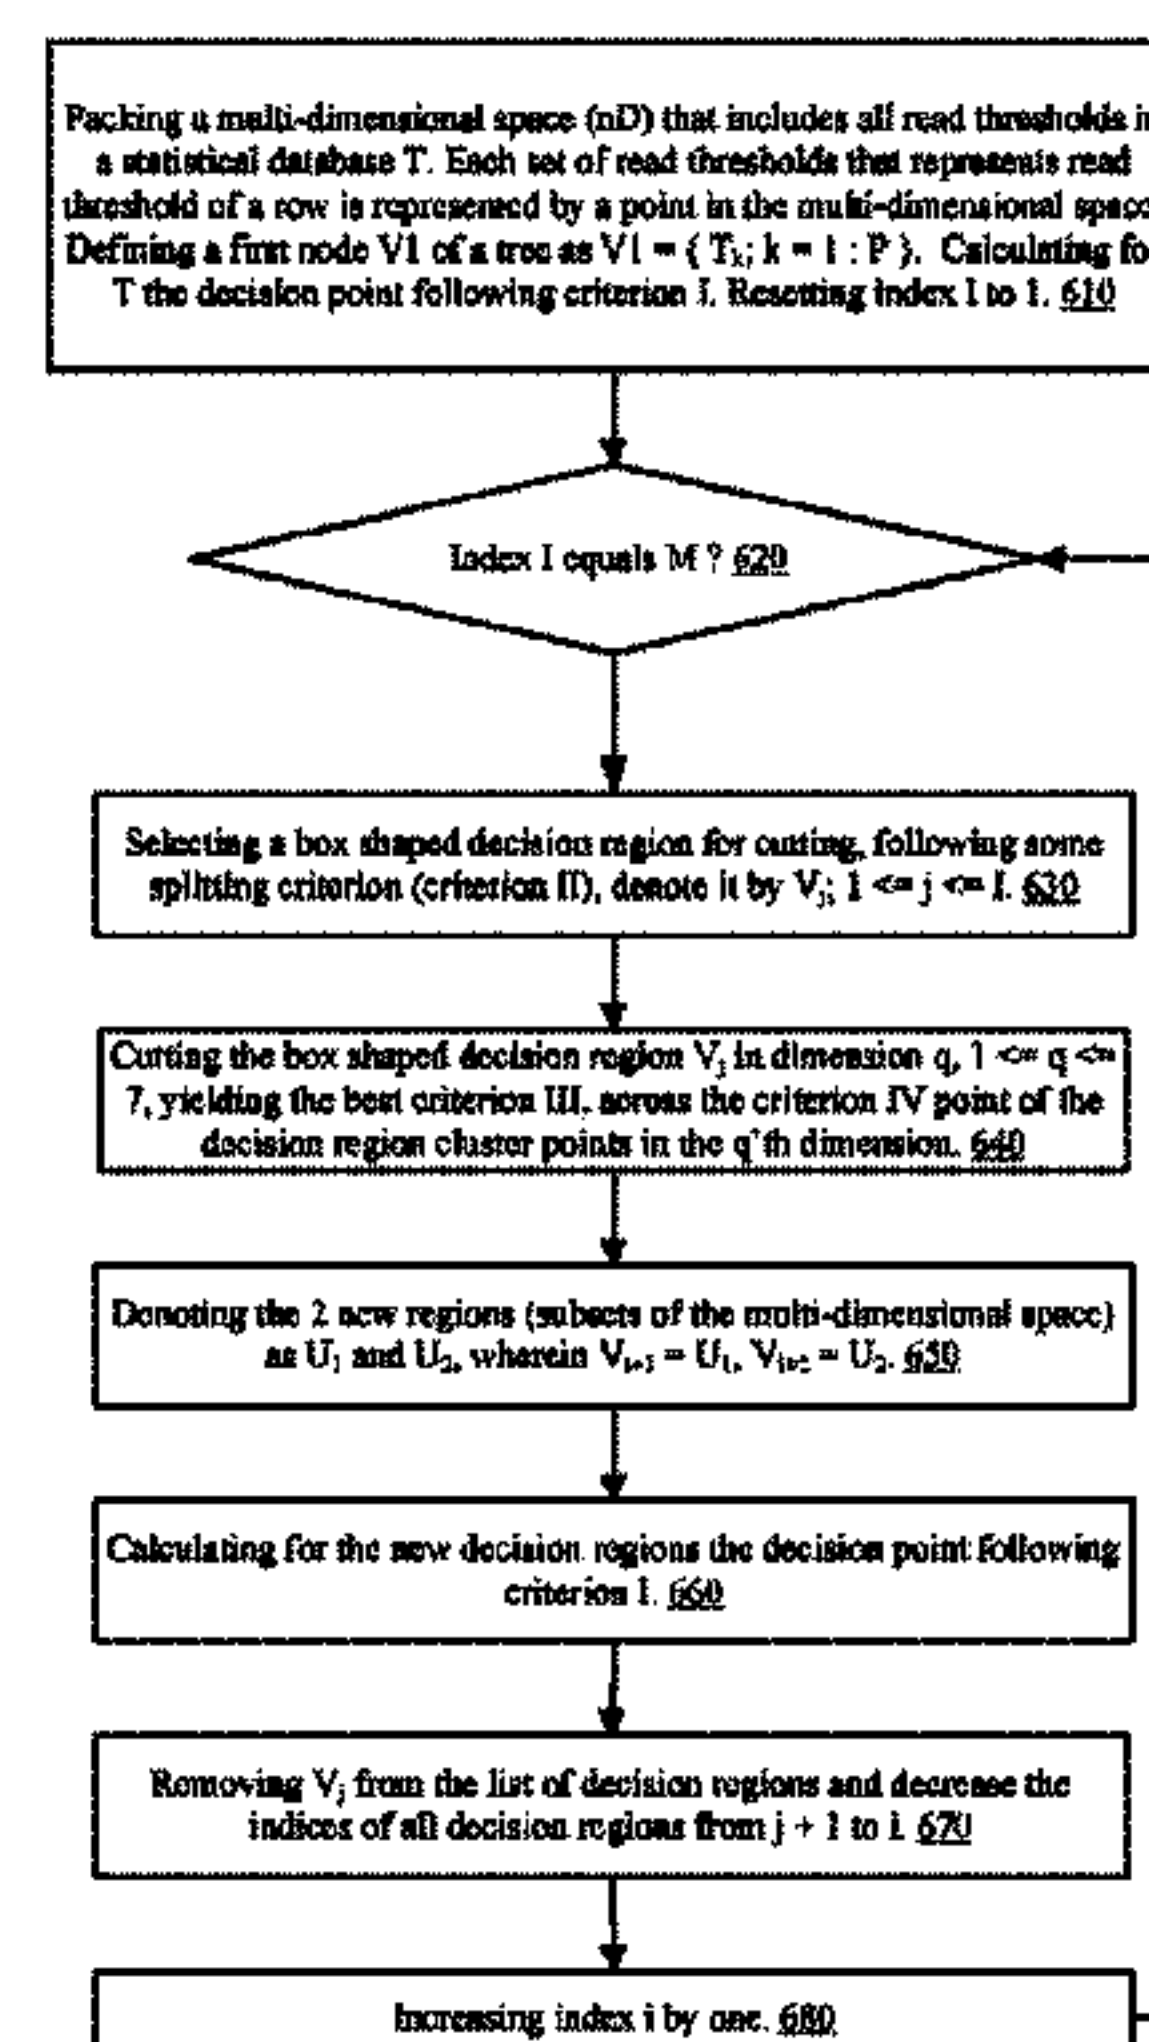 Packing a multi-dimensional space (nD) that includes all read thresholds in
a statistical database T. Each set of read thresholds that represents read
threshold of a row is represented by a point in the multi-dimensional space
Defining a first node V1 of a tree as V1 = { Tk; k = 1 : P }. Calculating fo
T the decision point following criterion I. Resetting index I to 1. 610
Index I equals M ? 620
Selecting a box shaped decision region for cutting, following some
splitting criterion (criterion II), denote it by Vj; 1 <= j <= I. 630
Cutting the box shaped decision region Vj in dimension q, 1 <= q <=
7, yielding the best criterion III, across the criterion IV point of the
decision region cluster points in the q'th dimension. 640
Denoting the 2 new regions (subsets of the multi-dimensional space)
as U1 and U2, wherein Vi+1 = U1, Vi+2 = U2. 650
Calculating for the new decision regions the decision point following
criterion I. 660
Removing Vj from the list of decision regions and decrease the
indices of all decision regions from j + 1 to i. 670
Increasing index i by one. 680